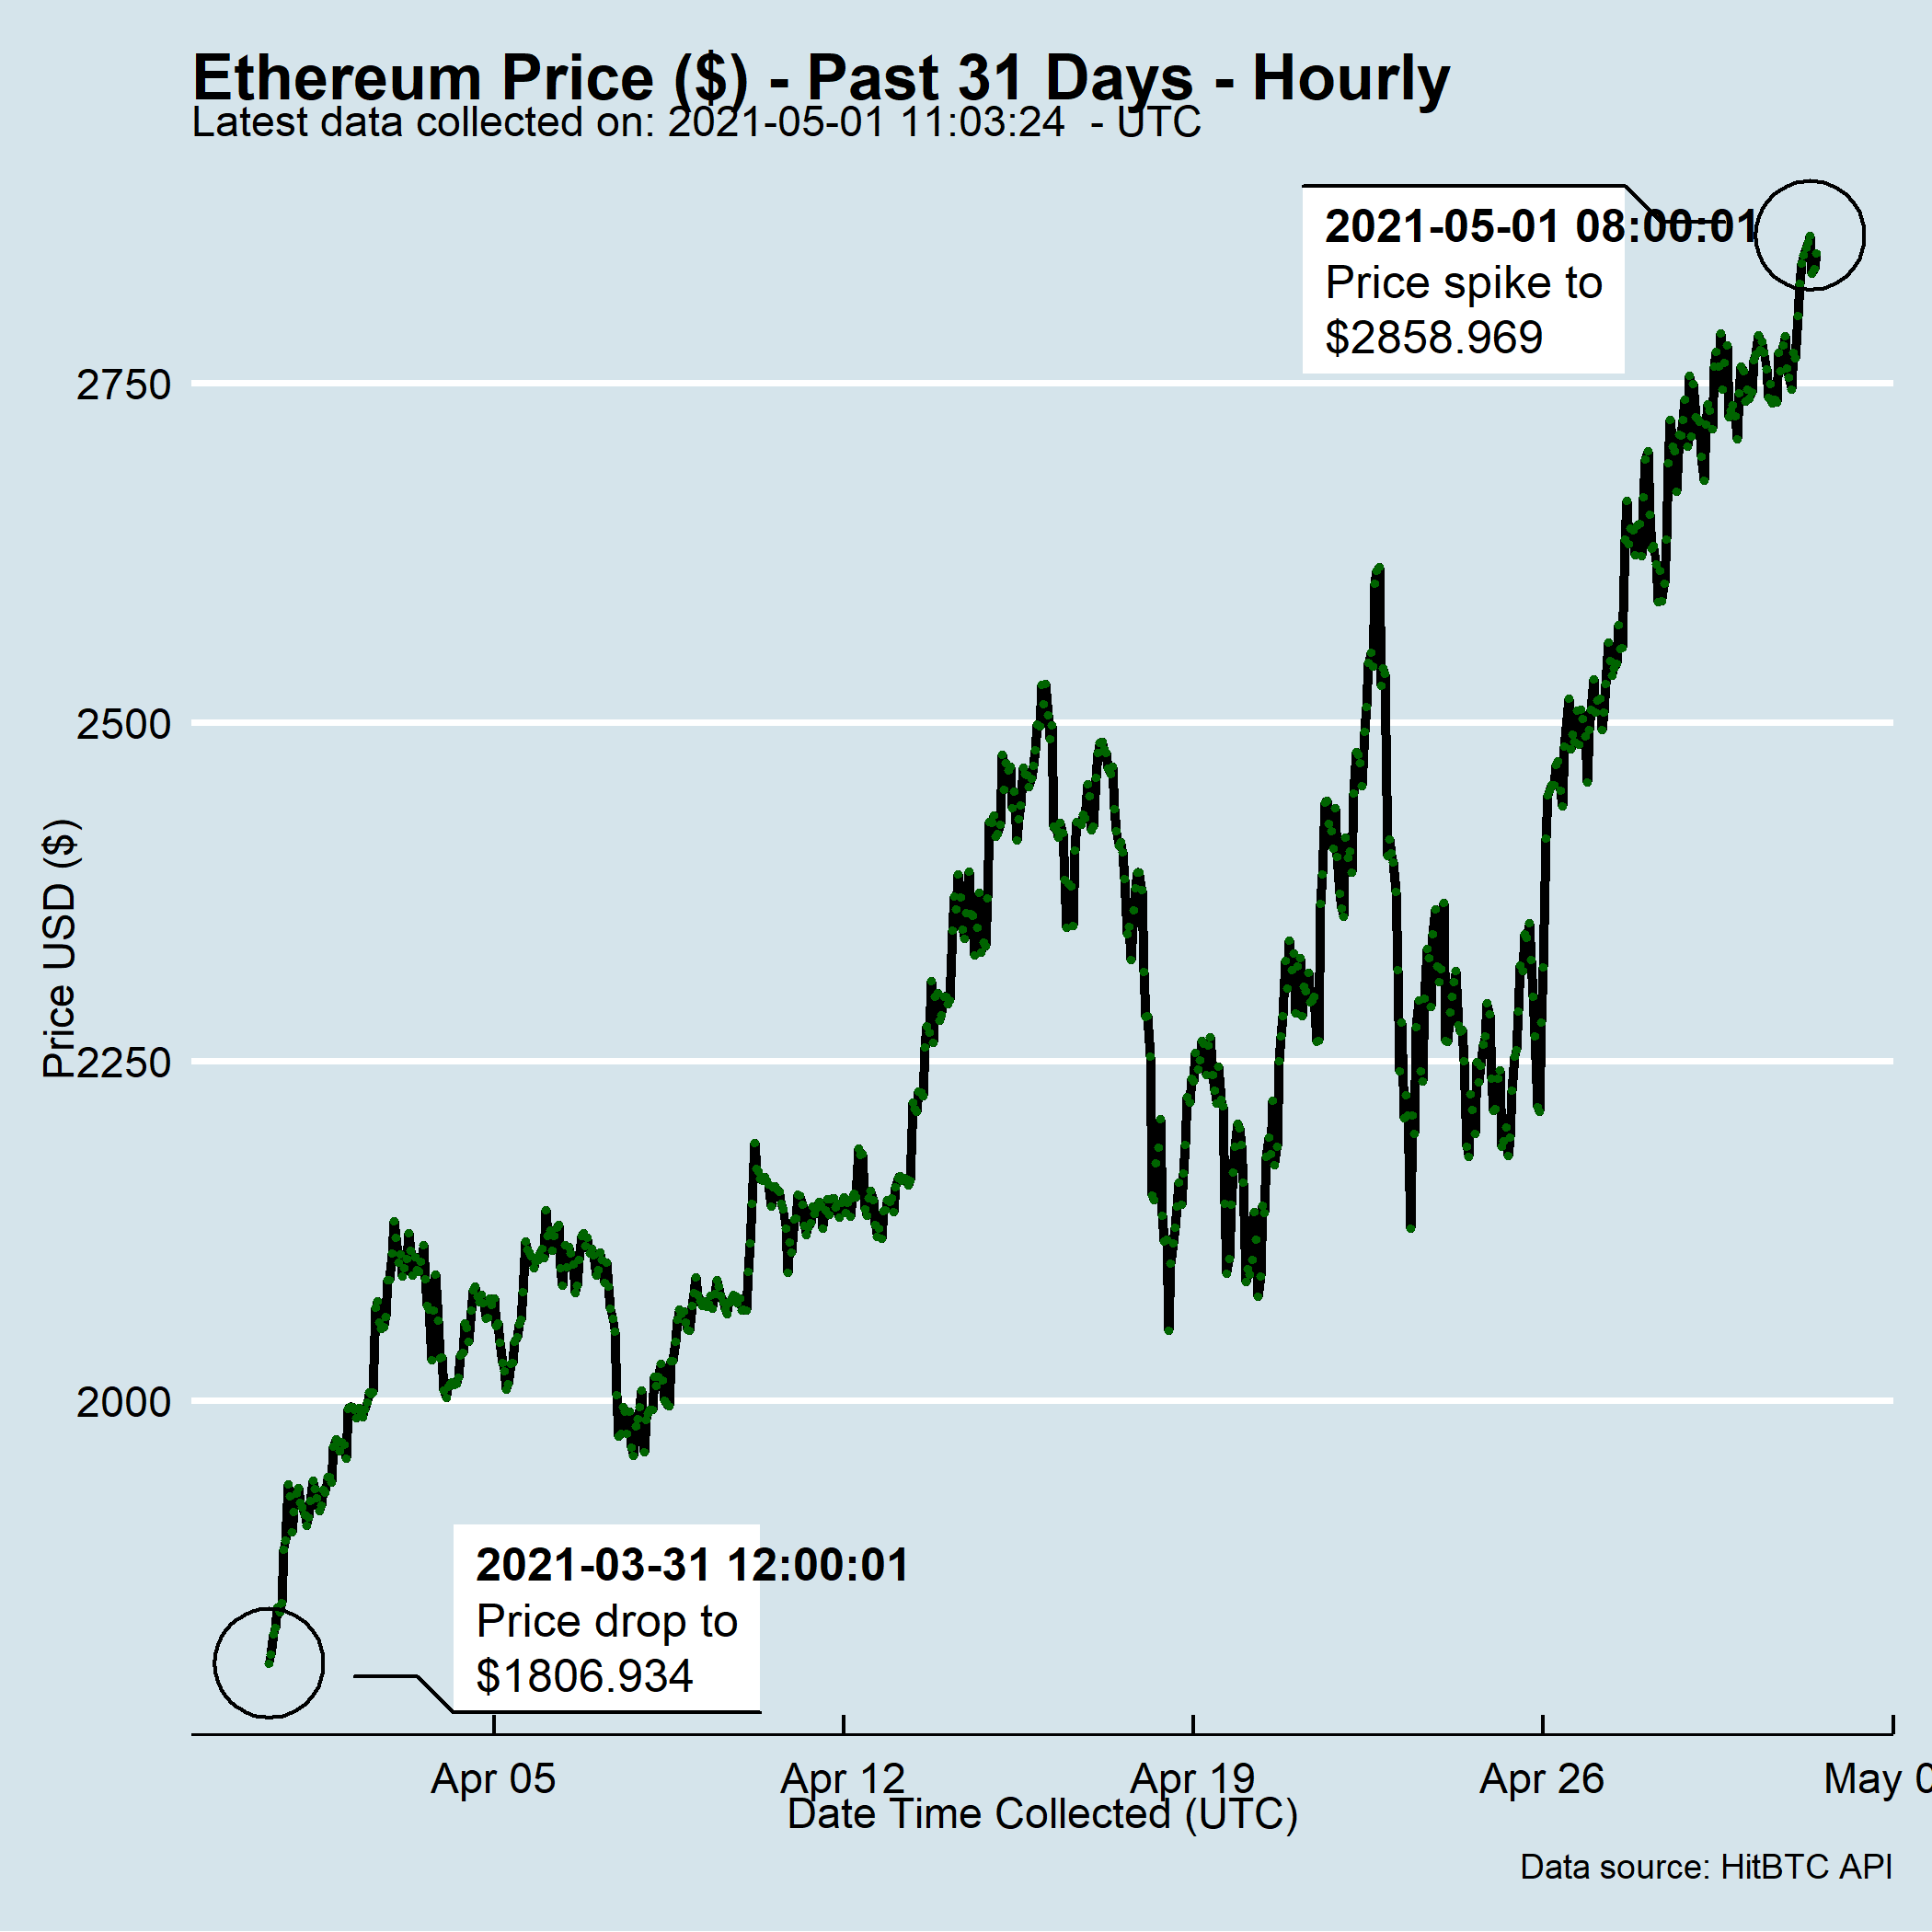 Ethereum Price ($) - Past 31 Days - Hourly
Latest data collected on: 2021-05-01 11:03:24 - UTC
2021-05-01 08:00:01
Price spike to
$2858.969
2750
2500
2250
2000
Price USD ($)
2021-03-31 12:00:01
Price drop to
$1806.934
Apr 05
Apr 12
Apr 19
Apr 26
May 0
Date Time Collected (UTC)
Data source: HitBTC API